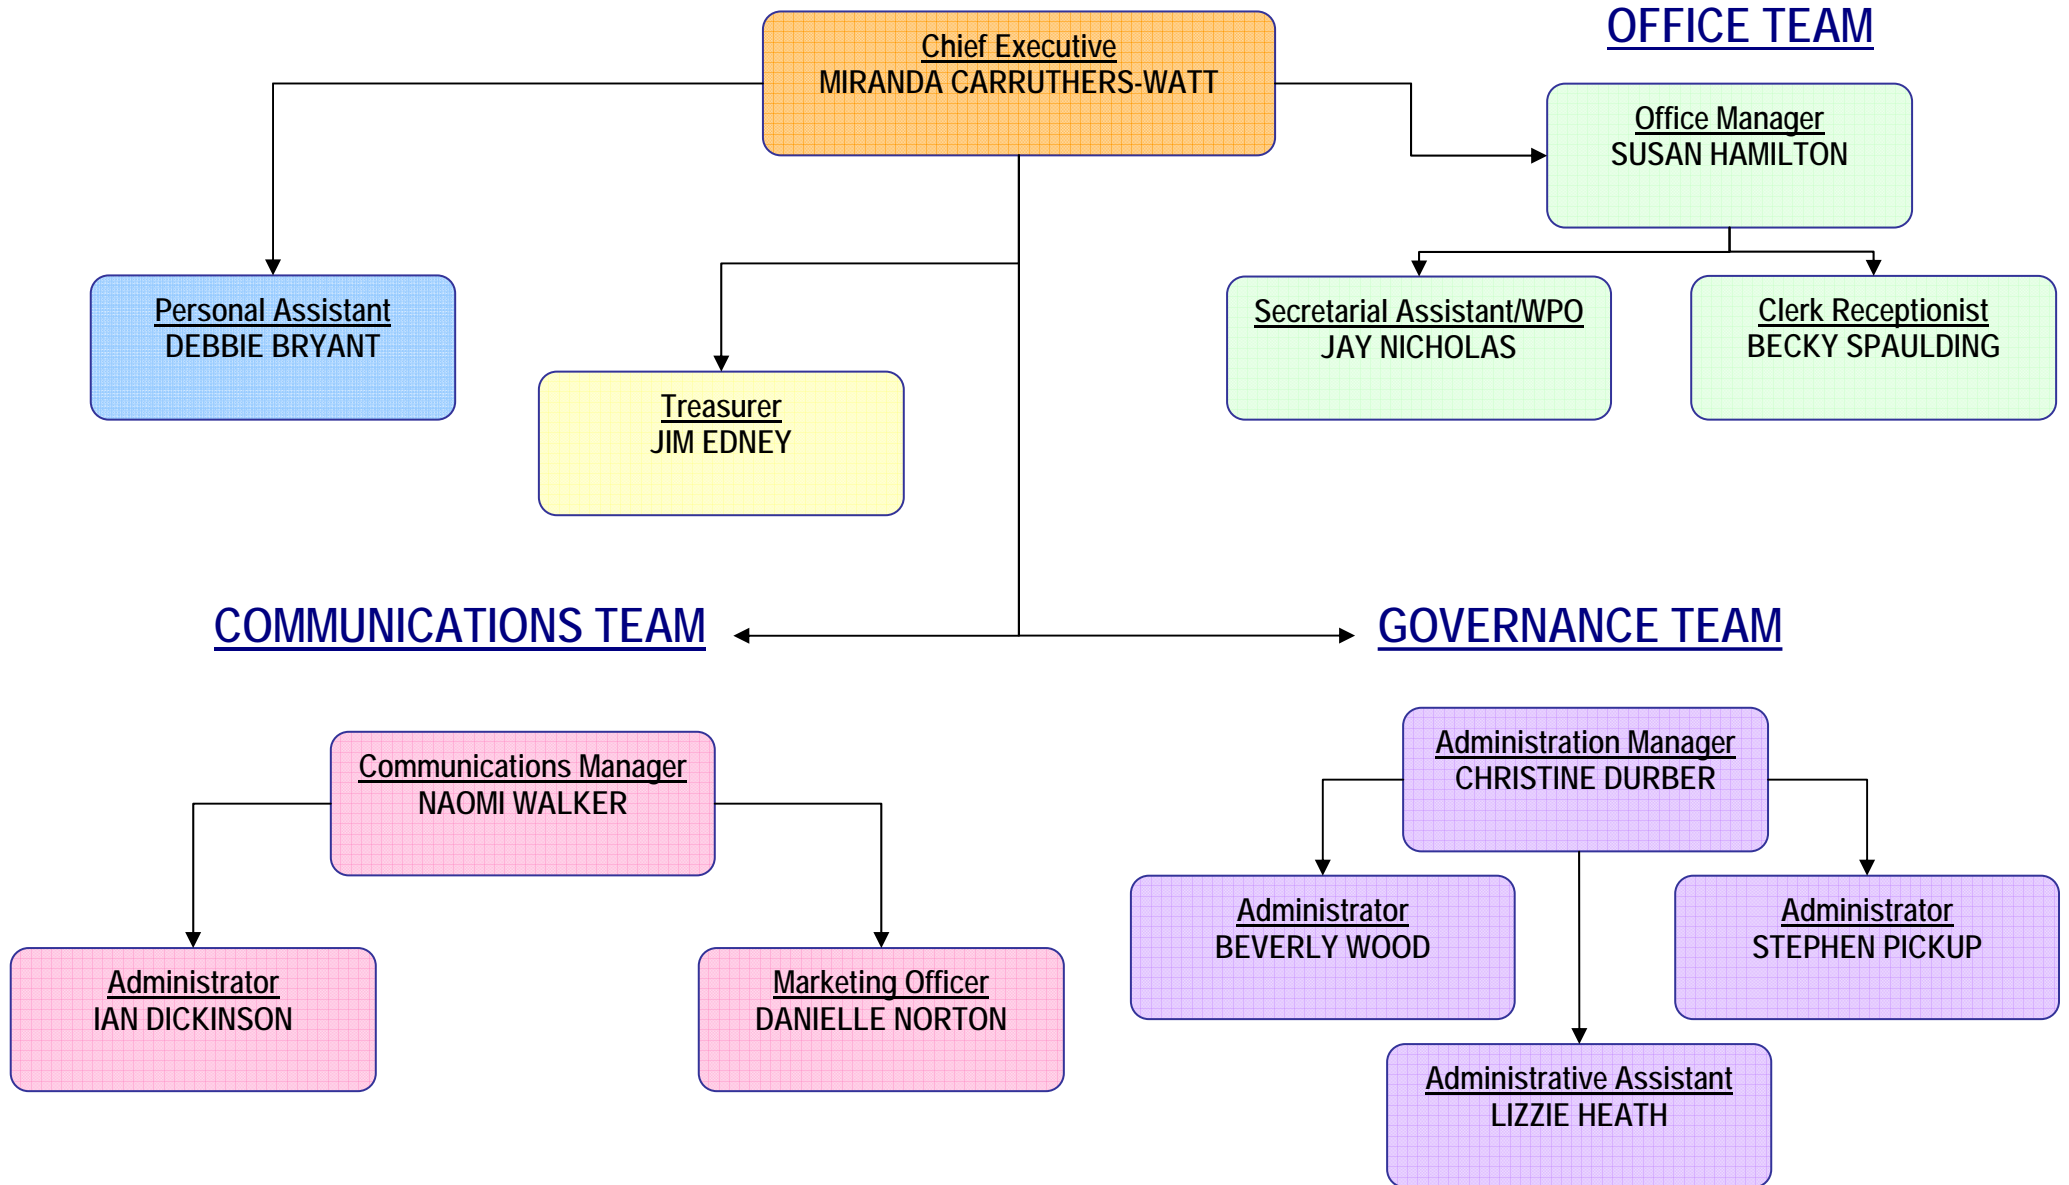 OFFICE TEAM
Chief Executive
MIRANDA CARRUTHERS-WATT
Office Manager
SUSAN HAMILTON
Personal Assistant
DEBBIE BRYANT
Secretarial Assistant/WPO
JAY NICHOLAS
Clerk Receptionist
BECKY SPAULDING
Treasurer
JIM EDNEY
COMMUNICATIONS TEAM
GOVERNANCE TEAM
Communications Manager
NAOMI WALKER
Administration Manager
CHRISTINE DURBER
Administrator
IAN DICKINSON
Marketing Officer
DANIELLE NORTON
Administrator
BEVERLY WOOD
Administrator
STEPHEN PICKUP
Administrative Assistant
LIZZIE HEATH